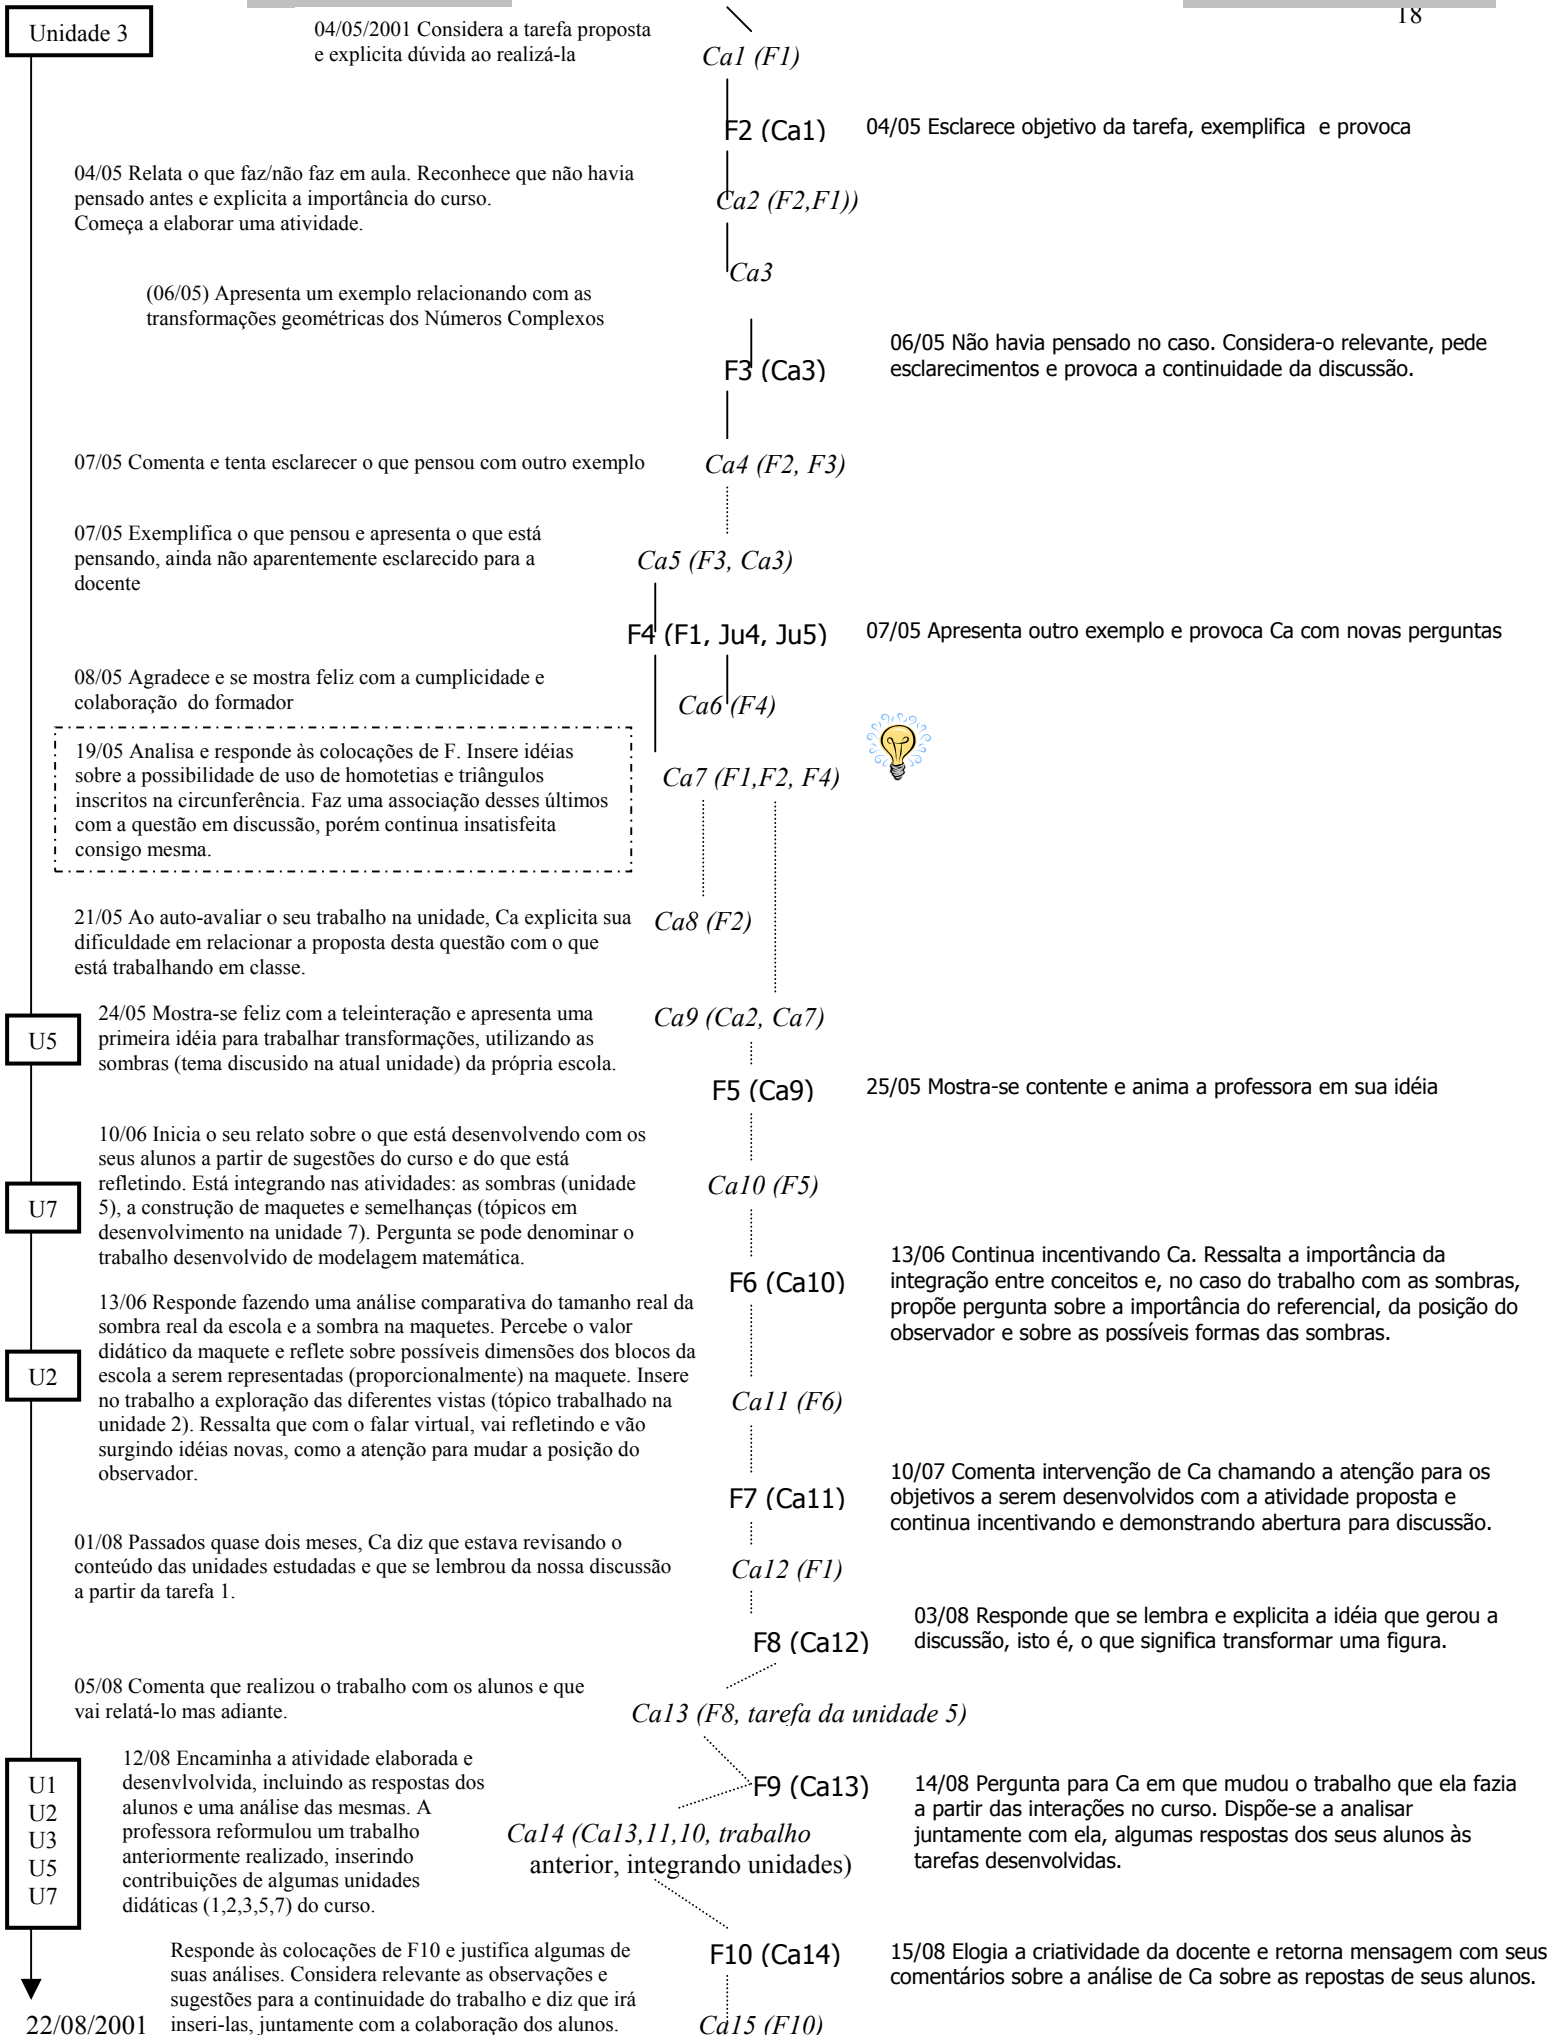 18
Unidade 3
04/05/2001 Considera a tarefa proposta
e explicita dúvida ao realizá-la
Ca1 (F1)
F2 (Ca1)
04/05 Esclarece objetivo da tarefa, exemplifica e provoca
04/05 Relata o que faz/não faz em aula. Reconhece que não havia
pensado antes e explicita a importância do curso.
Começa a elaborar uma atividade.
Ca2 (F2,F1))
Ca3
(06/05) Apresenta um exemplo relacionando com as
transformações geométricas dos Números Complexos
F3 (Ca3)
06/05 Não havia pensado no caso. Considera-o relevante, pede
esclarecimentos e provoca a continuidade da discussão.
07/05 Comenta e tenta esclarecer o que pensou com outro exemplo
Ca4 (F2, F3)
07/05 Exemplifica o que pensou e apresenta o que está
pensando, ainda não aparentemente esclarecido para a
docente
Ca5 (F3, Ca3)
F4 (F1, Ju4, Ju5)
07/05 Apresenta outro exemplo e provoca Ca com novas perguntas
08/05 Agradece e se mostra feliz com a cumplicidade e
colaboração do formador
Ca6 (F4)
19/05 Analisa e responde às colocações de F. Insere idéias
sobre a possibilidade de uso de homotetias e triângulos
inscritos na circunferência. Faz uma associação desses últimos
com a questão em discussão, porém continua insatisfeita
consigo mesma.
Ca7 (F1,F2, F4)
21/05 Ao auto-avaliar o seu trabalho na unidade, Ca explicita sua
dificuldade em relacionar a proposta desta questão com o que
está trabalhando em classe.
Ca8 (F2)
U5
24/05 Mostra-se feliz com a teleinteração e apresenta uma
primeira idéia para trabalhar transformações, utilizando as
sombras (tema discusido na atual unidade) da própria escola.
Ca9 (Ca2, Ca7)
F5 (Ca9)
25/05 Mostra-se contente e anima a professora em sua idéia
U7
10/06 Inicia o seu relato sobre o que está desenvolvendo com os
seus alunos a partir de sugestões do curso e do que está
refletindo. Está integrando nas atividades: as sombras (unidade
5), a construção de maquetes e semelhanças (tópicos em
desenvolvimento na unidade 7). Pergunta se pode denominar o
trabalho desenvolvido de modelagem matemática.
Ca10 (F5)
F6 (Ca10)
13/06 Continua incentivando Ca. Ressalta a importância da
integração entre conceitos e, no caso do trabalho com as sombras,
propõe pergunta sobre a importância do referencial, da posição do
observador e sobre as possíveis formas das sombras.
U2
13/06 Responde fazendo uma análise comparativa do tamanho real da
sombra real da escola e a sombra na maquetes. Percebe o valor
didático da maquete e reflete sobre possíveis dimensões dos blocos da
escola a serem representadas (proporcionalmente) na maquete. Insere
no trabalho a exploração das diferentes vistas (tópico trabalhado na
unidade 2). Ressalta que com o falar virtual, vai refletindo e vão
surgindo idéias novas, como a atenção para mudar a posição do
observador.
Ca11 (F6)
F7 (Ca11)
10/07 Comenta intervenção de Ca chamando a atenção para os
objetivos a serem desenvolvidos com a atividade proposta e
continua incentivando e demonstrando abertura para discussão.
01/08 Passados quase dois meses, Ca diz que estava revisando o
conteúdo das unidades estudadas e que se lembrou da nossa discussão
a partir da tarefa 1.
Ca12 (F1)
F8 (Ca12)
03/08 Responde que se lembra e explicita a idéia que gerou a
discussão, isto é, o que significa transformar uma figura.
05/08 Comenta que realizou o trabalho com os alunos e que
vai relatá-lo mas adiante.
Ca13 (F8, tarefa da unidade 5)
U1
U2
U3
U5
U7
12/08 Encaminha a atividade elaborada e
desenvlvolvida, incluindo as respostas dos
alunos e uma análise das mesmas. A
professora reformulou um trabalho
anteriormente realizado, inserindo
contribuições de algumas unidades
didáticas (1,2,3,5,7) do curso.
F9 (Ca13)
14/08 Pergunta para Ca em que mudou o trabalho que ela fazia
a partir das interações no curso. Dispõe-se a analisar
juntamente com ela, algumas respostas dos seus alunos às
tarefas desenvolvidas.
Ca14 (Ca13,11,10, trabalho
anterior, integrando unidades)
F10 (Ca14)
15/08 Elogia a criatividade da docente e retorna mensagem com seus
comentários sobre a análise de Ca sobre as repostas de seus alunos.
Responde às colocações de F10 e justifica algumas de
suas análises. Considera relevante as observações e
sugestões para a continuidade do trabalho e diz que irá
inseri-las, juntamente com a colaboração dos alunos.
22/08/2001
Ca15 (F10)